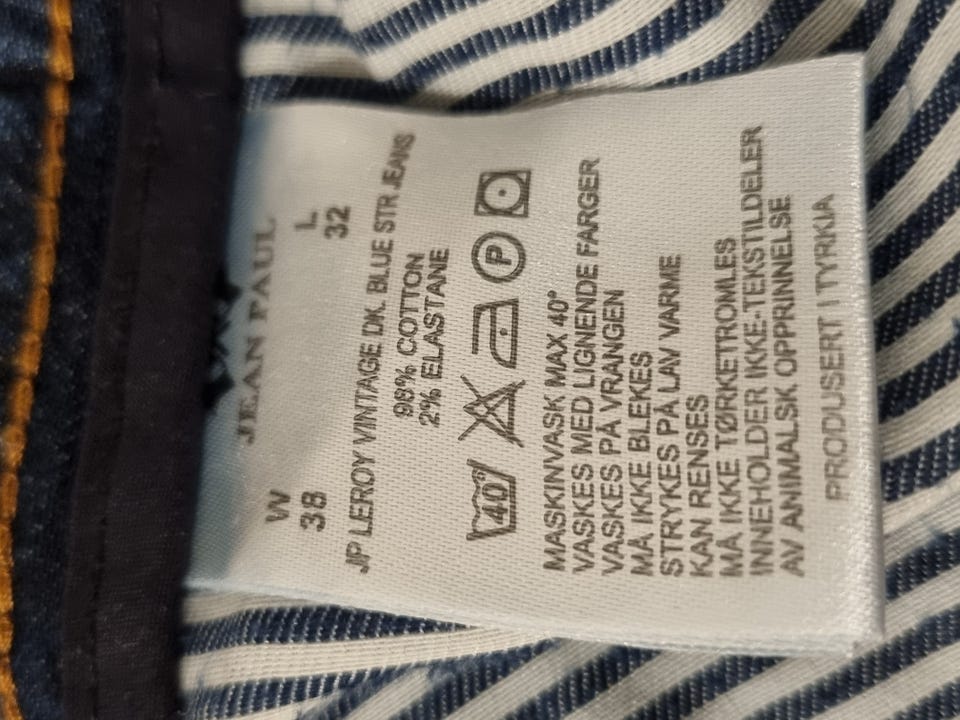 JEAN PAUL
W L
38 32
JP LEROY VINTAGE DK. BLUE STR JEANS
98% COTTON
2% ELASTANE
40 P
MASKINVASK MAX 40°
VASKES MED LIGNENDE FARGER
VASKES PÅ VRANGEN
MÅ IKKE BLEKES
STRYKES PÅ LAV VARME
KAN RENSES
MÅ IKKE TØRKETROMLES
INNEHOLDER IKKE-TEKSTILDELER
AV ANIMALSK OPPRINNELSE
PRODUSERT I TYRKIA